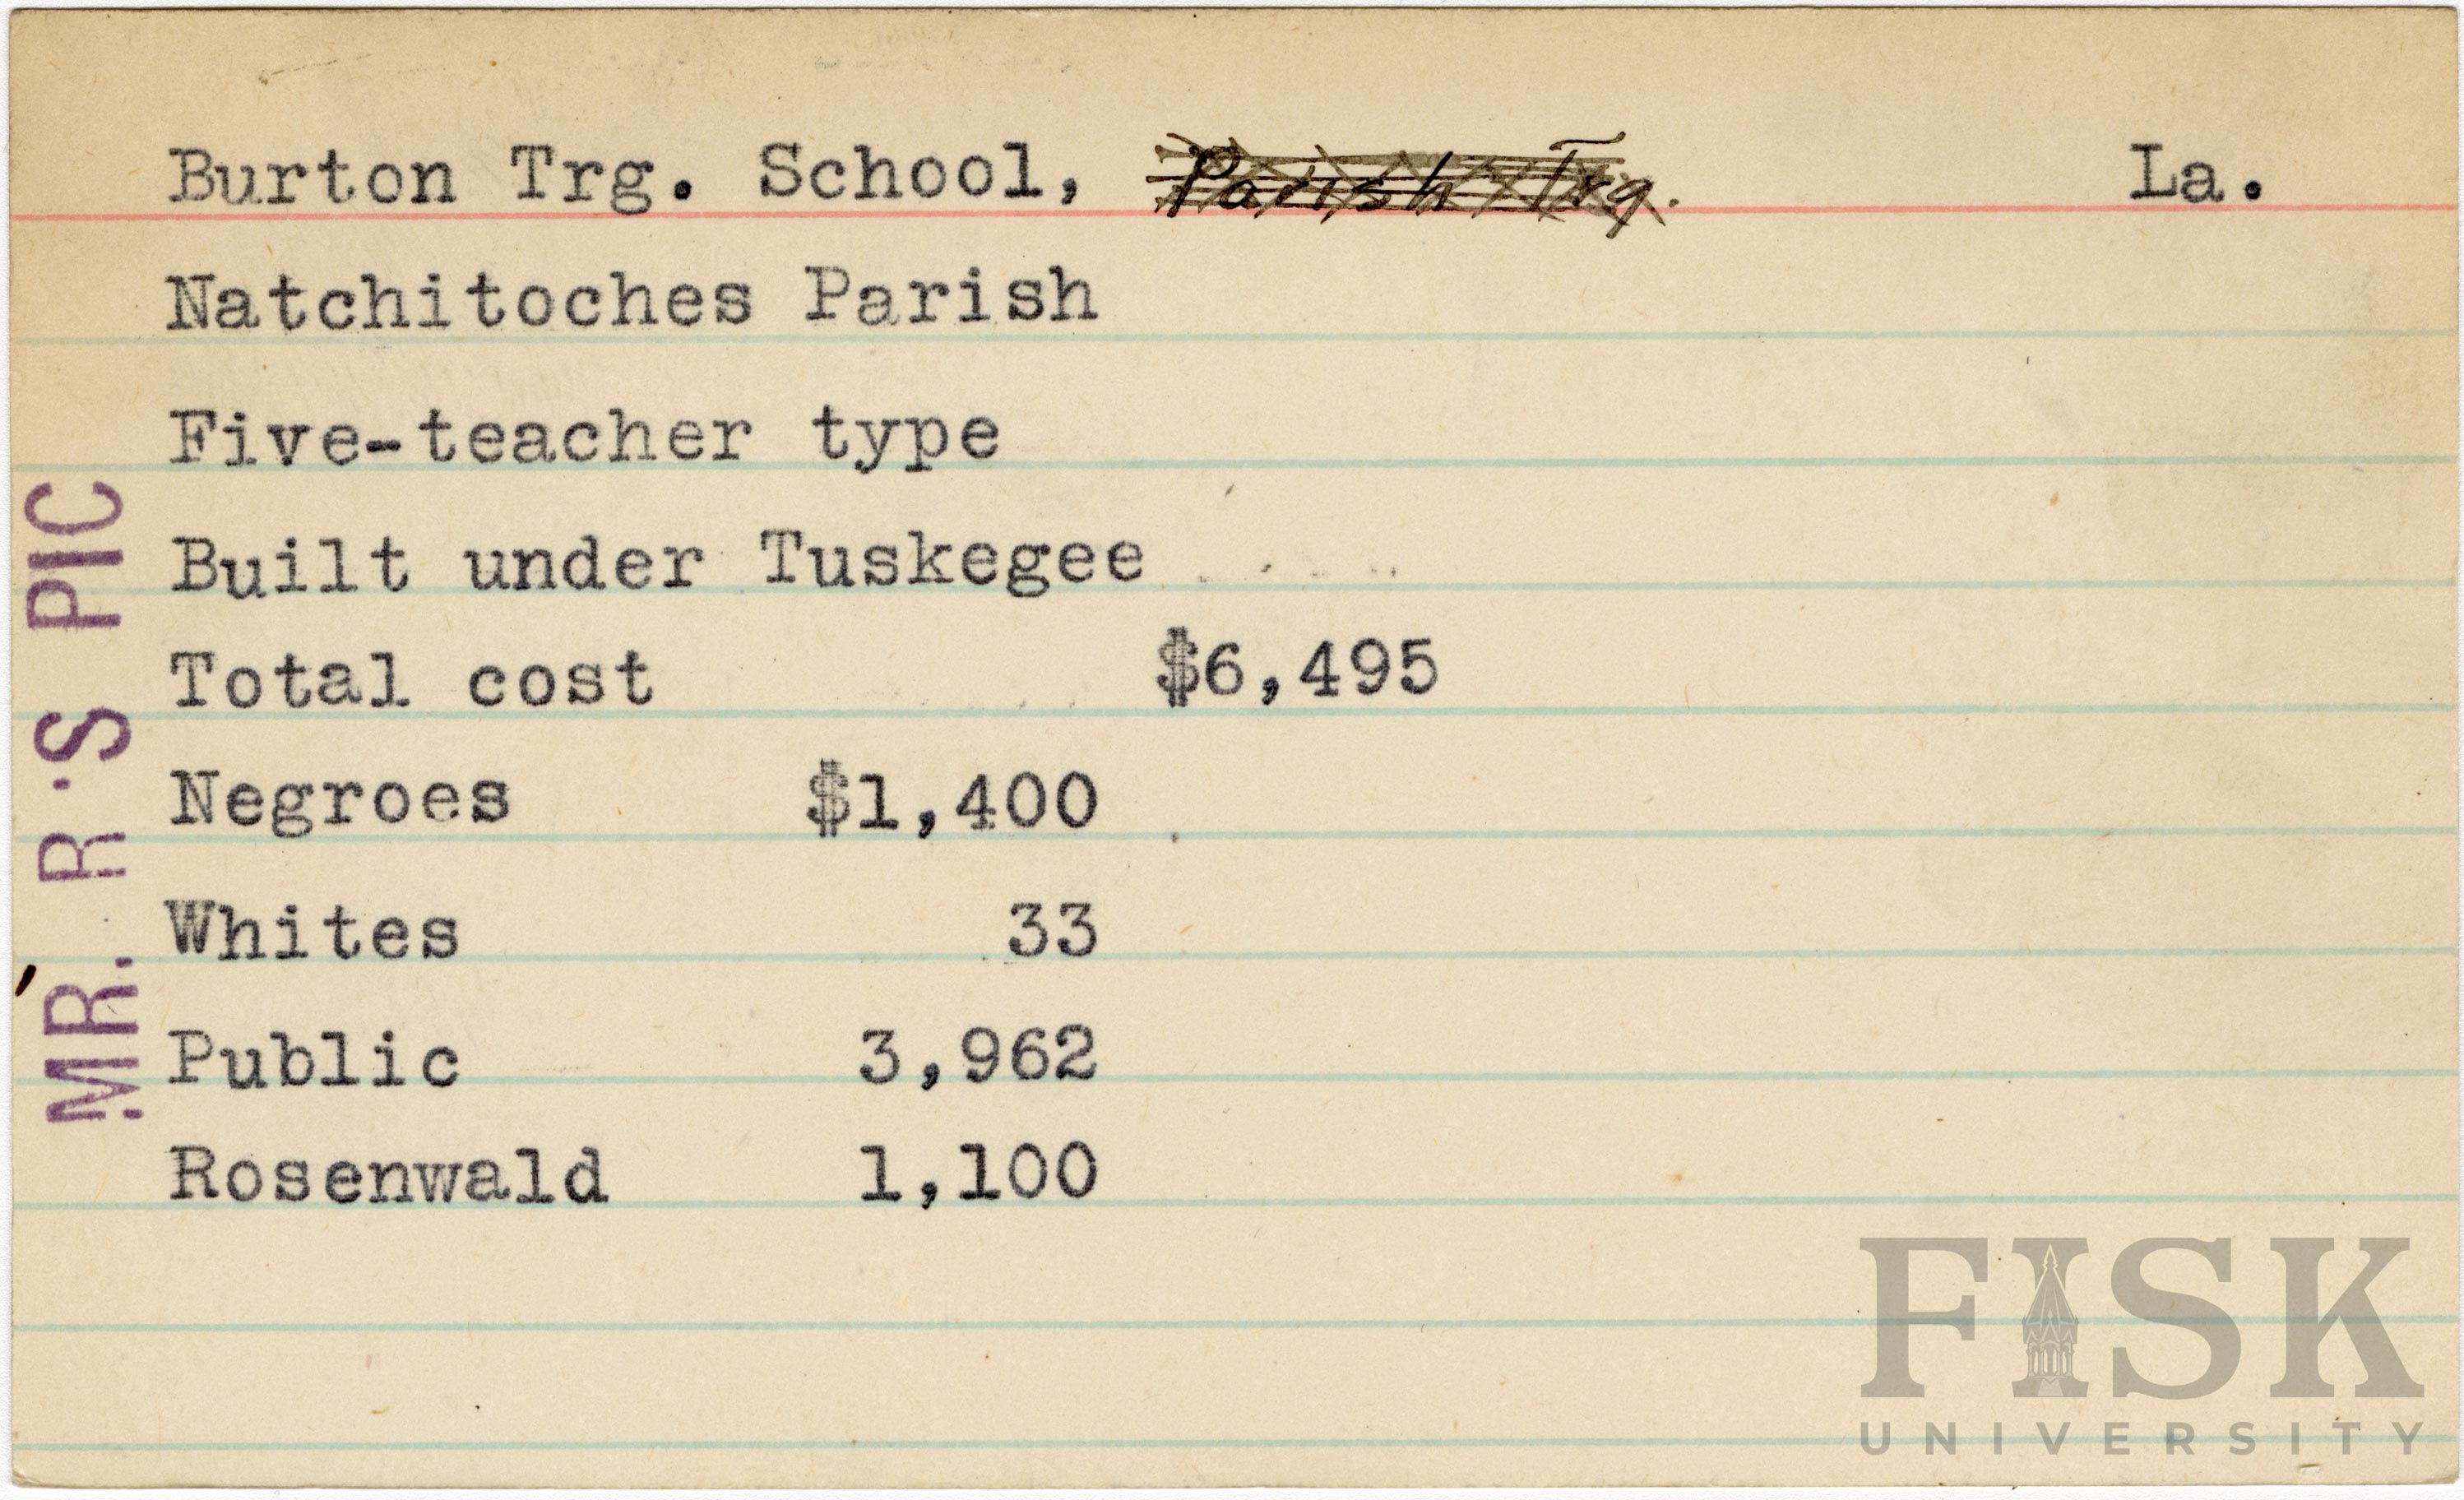 Burton Trg. School, Parish Trg. La.
Natchitoches Parish
Five-teacher type
Built under Tuskegee
Total cost $6,495
Negroes $1,400
Whites 33
Public 3,962
Rosenwald 1,100
MR. R'S PIC
FISK
UNIVERSITY